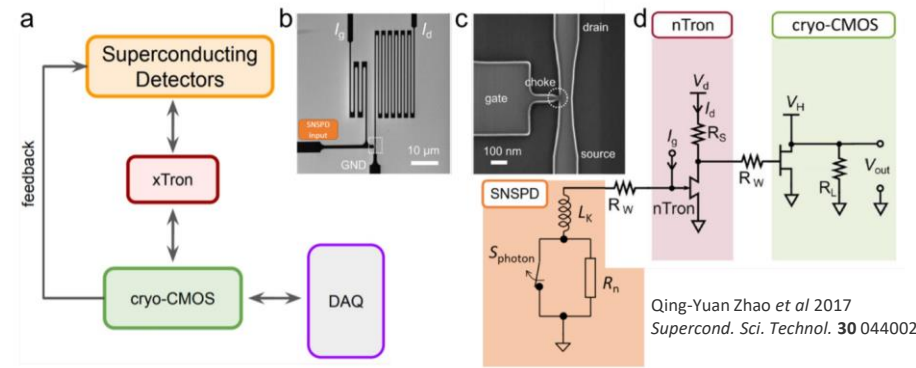 a
Superconducting
Detectors
feedback
xTron
cryo-CMOS
DAQ
b
I_g
I_d
SNSPD
Input
GND
10 μm
c
drain
choke
gate
100 nm
source
d
nTron
cryo-CMOS
V_d
I_d
R_S
I_g
R_W
nTron
R_W
V_H
R_L
V_out
SNSPD
L_K
S_photon
R_n
Qing-Yuan Zhao et al 2017
Supercond. Sci. Technol. 30 044002